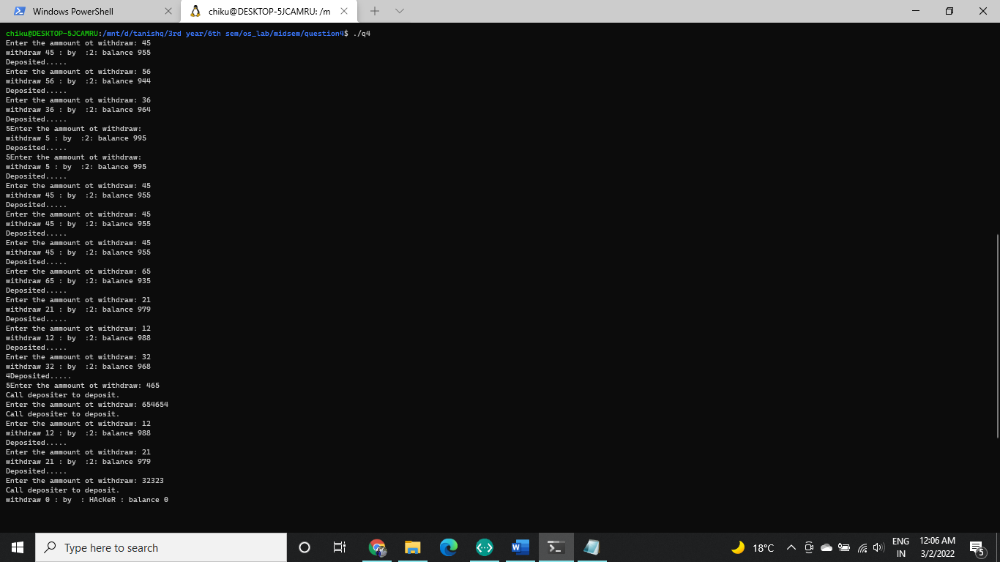 Windows PowerShell
chiku@DESKTOP-5JCAMRU: /m
chiku@DESKTOP-5JCAMRU:/mnt/d/tanishq/3rd year/6th sem/os_lab/midsem/question4$ ./q4
Enter the ammount ot withdraw: 45
withdraw 45 : by  :2: balance 955
Deposited.....
Enter the ammount ot withdraw: 56
withdraw 56 : by  :2: balance 944
Deposited.....
Enter the ammount ot withdraw: 36
withdraw 36 : by  :2: balance 964
Deposited.....
5Enter the ammount ot withdraw:
withdraw 5 : by  :2: balance 995
Deposited.....
5Enter the ammount ot withdraw:
withdraw 5 : by  :2: balance 995
Deposited.....
Enter the ammount ot withdraw: 45
withdraw 45 : by  :2: balance 955
Deposited.....
Enter the ammount ot withdraw: 45
withdraw 45 : by  :2: balance 955
Deposited.....
Enter the ammount ot withdraw: 45
withdraw 45 : by  :2: balance 955
Deposited.....
Enter the ammount ot withdraw: 65
withdraw 65 : by  :2: balance 935
Deposited.....
Enter the ammount ot withdraw: 21
withdraw 21 : by  :2: balance 979
Deposited.....
Enter the ammount ot withdraw: 12
withdraw 12 : by  :2: balance 988
Deposited.....
Enter the ammount ot withdraw: 32
withdraw 32 : by  :2: balance 968
4Deposited.....
5Enter the ammount ot withdraw: 465
Call depositer to deposit.
Enter the ammount ot withdraw: 654654
Call depositer to deposit.
Enter the ammount ot withdraw: 12
withdraw 12 : by  :2: balance 988
Deposited.....
Enter the ammount ot withdraw: 21
withdraw 21 : by  :2: balance 979
Deposited.....
Enter the ammount ot withdraw: 32323
Call depositer to deposit.
withdraw 0 : by  : HAcKeR : balance 0
Type here to search
18°C
ENG
IN
12:06 AM
3/2/2022
5